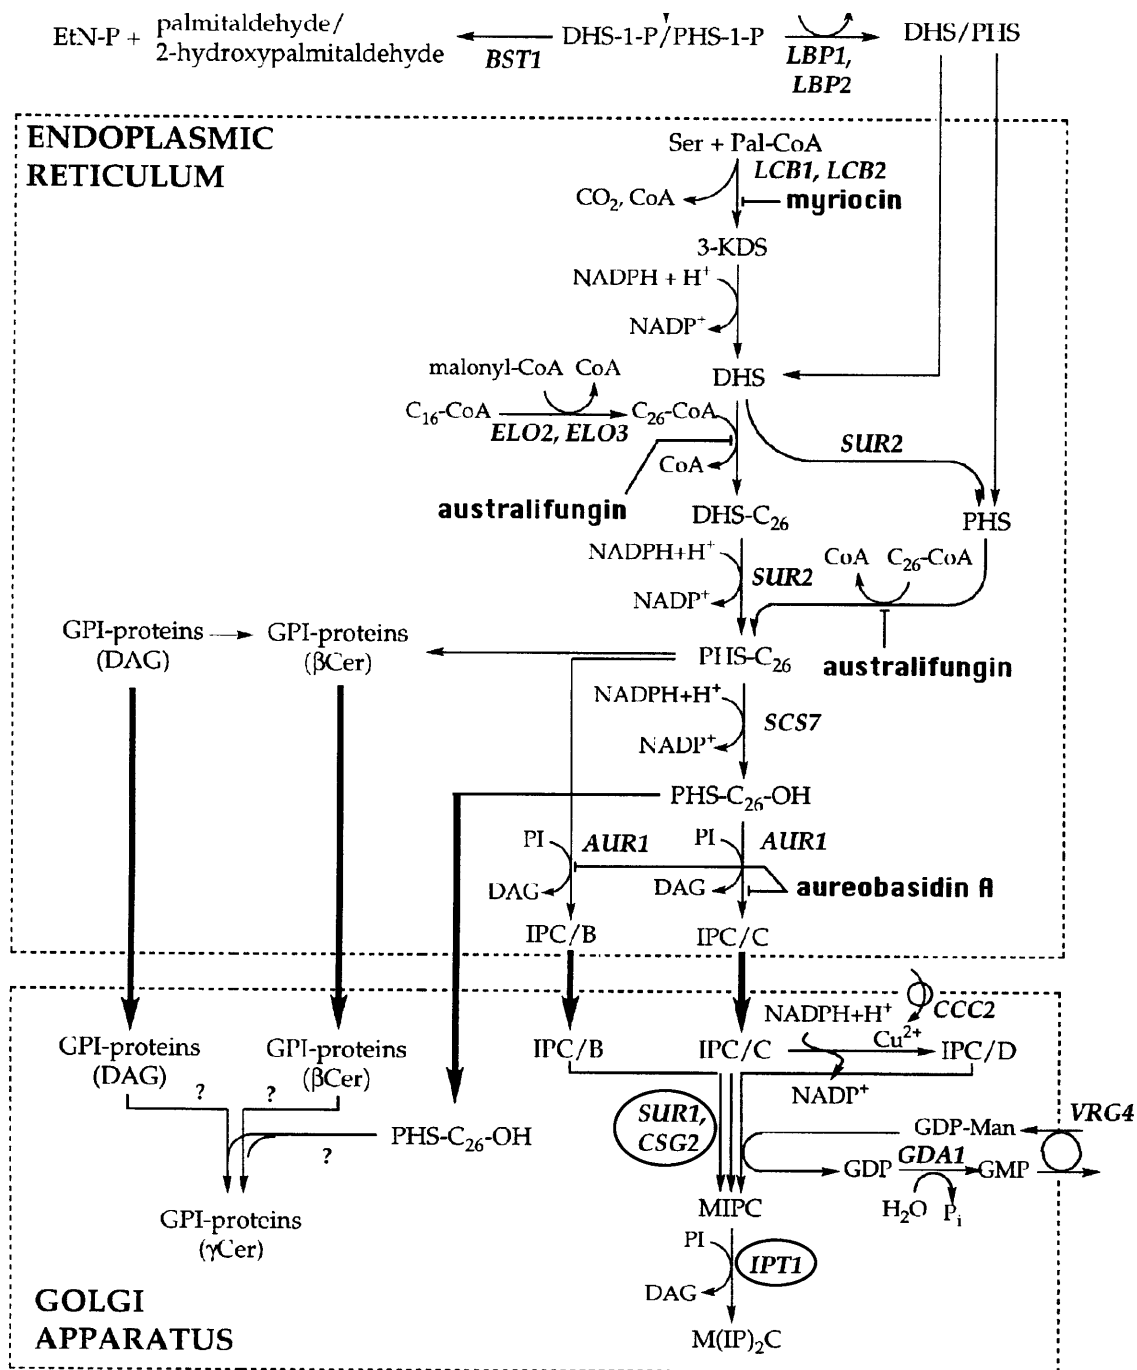 EtN-P + palmitaldehyde/
2-hydroxypalmitaldehyde
BST1
DHS-1-P/PHS-1-P
LBP1,
LBP2
DHS/PHS
ENDOPLASMIC
RETICULUM
Ser + Pal-CoA
LCB1, LCB2
CO2, CoA
myriocin
3-KDS
NADPH + H+
NADP+
DHS
malonyl-CoA CoA
C16-CoA
C26-CoA
ELO2, ELO3
SUR2
CoA
australifungin
DHS-C26
PHS
NADPH+H+
SUR2
CoA C26-CoA
NADP+
GPI-proteins
(DAG)
GPI-proteins
(βCer)
PHS-C26
australifungin
NADPH+H+
SCS7
NADP+
PHS-C26-OH
PI
AUR1
PI
AUR1
DAG
DAG
aureobasidin A
IPC/B
IPC/C
NADPH+H+
CCC2
GPI-proteins
(DAG)
GPI-proteins
(βCer)
IPC/B
IPC/C
Cu2+
IPC/D
NADP+
?
?
SUR1,
CSG2
PHS-C26-OH
?
GDP-Man
VRG4
GDP
GDA1
GMP
H2O
Pi
GPI-proteins
(γCer)
MIPC
PI
IPT1
DAG
GOLGI
APPARATUS
M(IP)2C